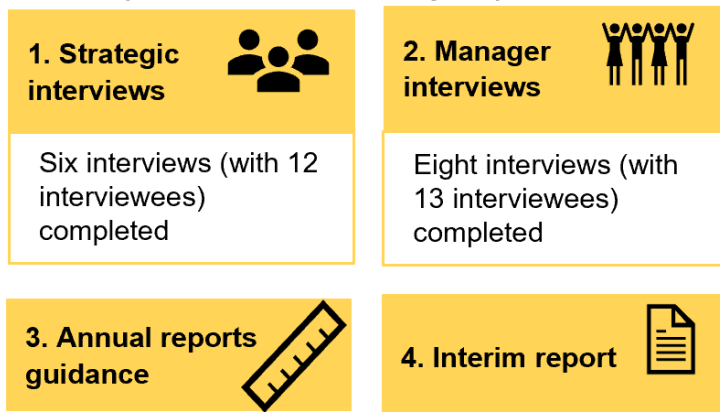 1. Strategic
interviews
Six interviews (with 12
interviewees)
completed
2. Manager
interviews
Eight interviews (with
13 interviewees)
completed
3. Annual reports
guidance
4. Interim report